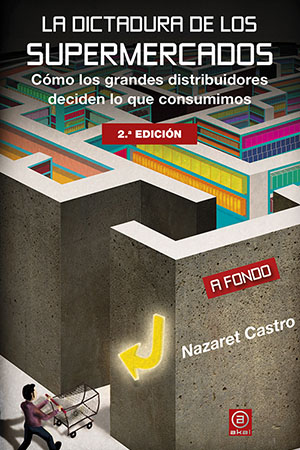 LA DICTADURA DE LOS
SUPERMERCADOS
Cómo los grandes distribuidores
deciden lo que consumimos
2.ª EDICIÓN
A FONDO
Nazaret Castro
a
akal